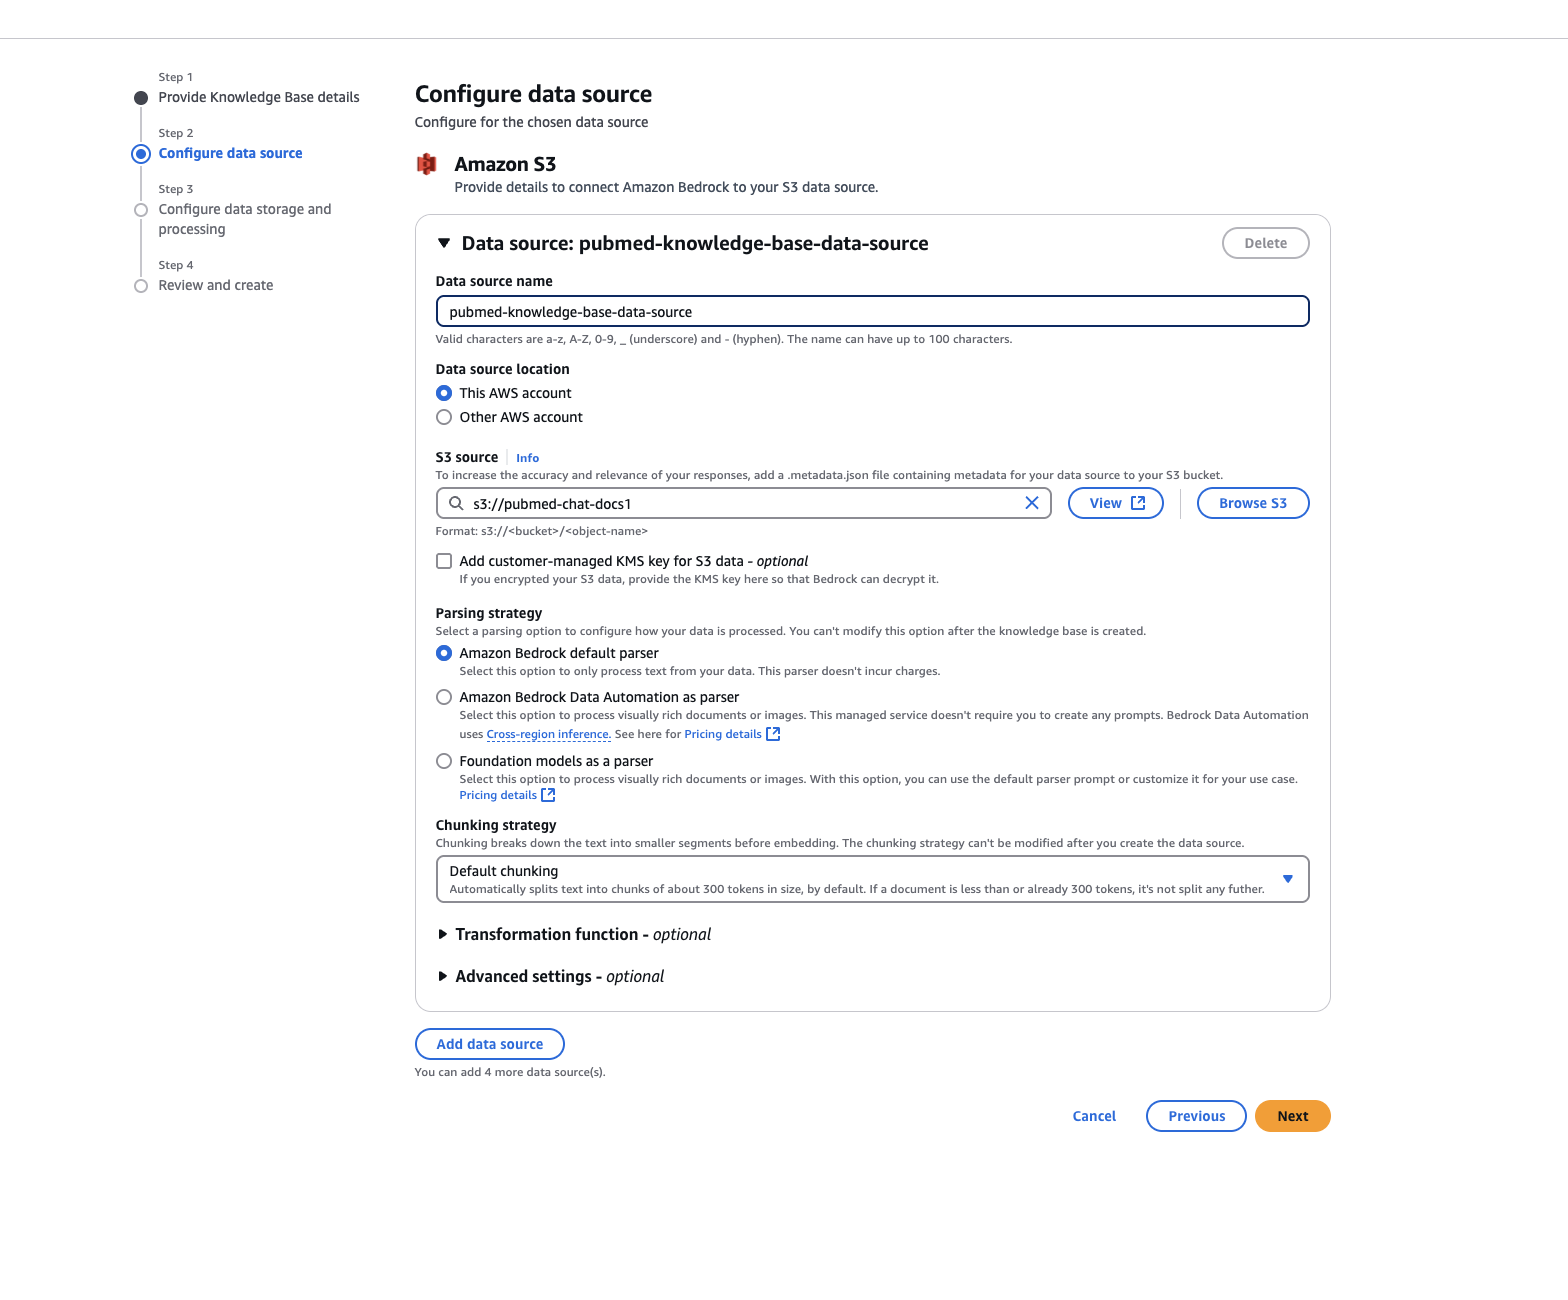 Step 1
Provide Knowledge Base details
Step 2
Configure data source
Step 3
Configure data storage and
processing
Step 4
Review and create
Configure data source
Configure for the chosen data source
Amazon S3
Provide details to connect Amazon Bedrock to your S3 data source.
Data source: pubmed-knowledge-base-data-source
Delete
Data source name
pubmed-knowledge-base-data-source
Valid characters are a-z, A-Z, 0-9, _ (underscore) and - (hyphen). The name can have up to 100 characters.
Data source location
This AWS account
Other AWS account
S3 source Info
To increase the accuracy and relevance of your responses, add a .metadata.json file containing metadata for your data source to your S3 bucket.
s3://pubmed-chat-docs1
View
Browse S3
Format: s3://<bucket>/<object-name>
Add customer-managed KMS key for S3 data - optional
If you encrypted your S3 data, provide the KMS key here so that Bedrock can decrypt it.
Parsing strategy
Select a parsing option to configure how your data is processed. You can't modify this option after the knowledge base is created.
Amazon Bedrock default parser
Select this option to only process text from your data. This parser doesn't incur charges.
Amazon Bedrock Data Automation as parser
Select this option to process visually rich documents or images. This managed service doesn't require you to create any prompts. Bedrock Data Automation
uses Cross-region inference. See here for Pricing details
Foundation models as a parser
Select this option to process visually rich documents or images. With this option, you can use the default parser prompt or customize it for your use case.
Pricing details
Chunking strategy
Chunking breaks down the text into smaller segments before embedding. The chunking strategy can't be modified after you create the data source.
Default chunking
Automatically splits text into chunks of about 300 tokens in size, by default. If a document is less than or already 300 tokens, it's not split any futher.
Transformation function - optional
Advanced settings - optional
Add data source
You can add 4 more data source(s).
Cancel
Previous
Next